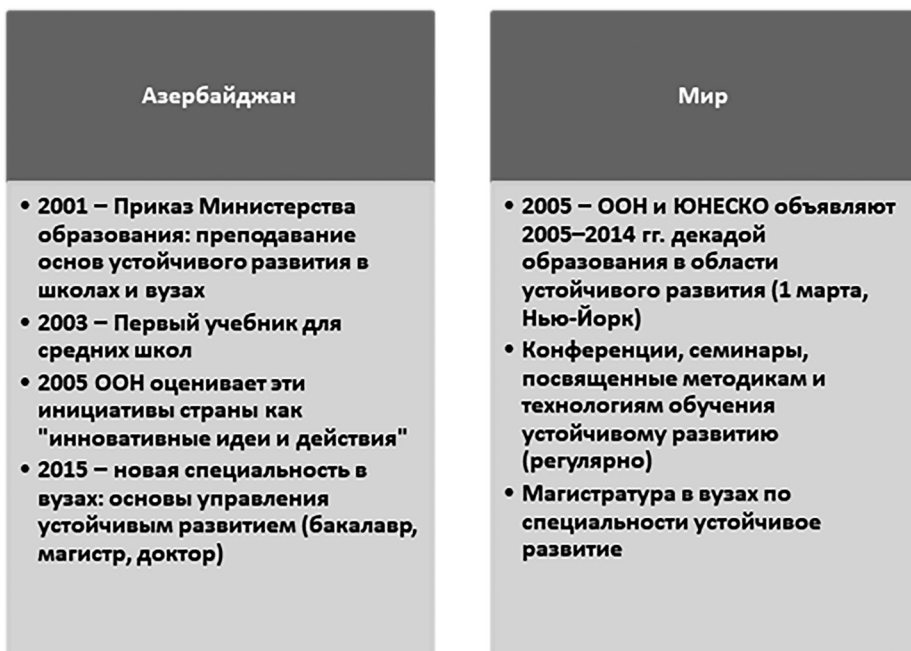 Азербайджан
• 2001 – Приказ Министерства
образования: преподавание
основ устойчивого развития в
школах и вузах
• 2003 – Первый учебник для
средних школ
• 2005 ООН оценивает эти
инициативы страны как
"инновативные идеи и действия"
• 2015 – новая специальность в
вузах: основы управления
устойчивым развитием (бакалавр,
магистр, доктор)
Мир
• 2005 – ООН и ЮНЕСКО объявляют
2005–2014 гг. декадой
образования в области
устойчивого развития (1 марта,
Нью-Йорк)
• Конференции, семинары,
посвященные методикам и
технологиям обучения
устойчивому развитию
(регулярно)
• Магистратура в вузах по
специальности устойчивое
развитие